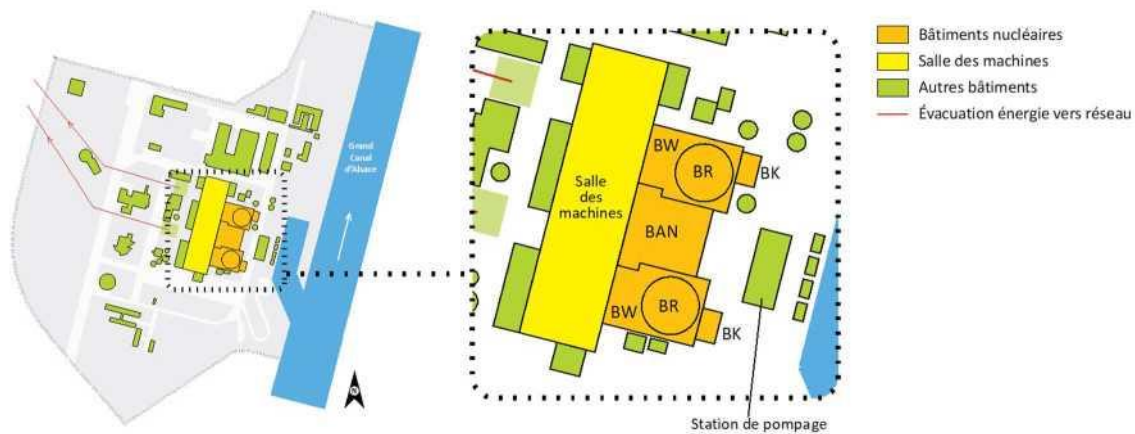 Grand
Canal
d'Alsace
N
Salle
des
machines
BW
BR
BK
BAN
BW
BR
BK
Station de pompage
Bâtiments nucléaires
Salle des machines
Autres bâtiments
Évacuation énergie vers réseau